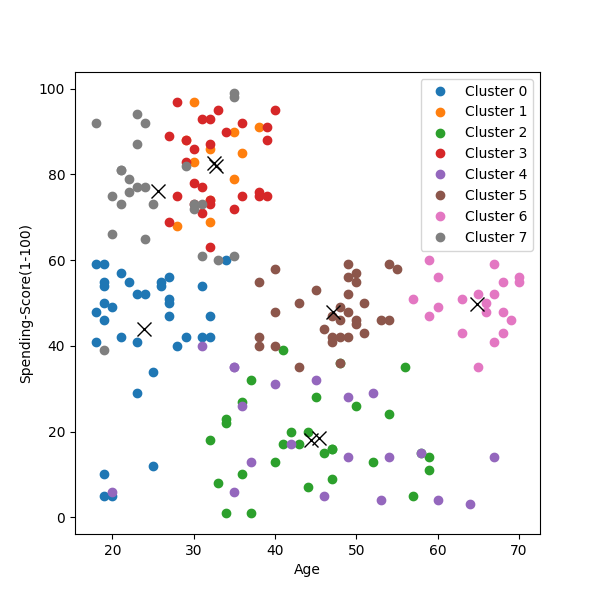 Cluster 0
Cluster 1
Cluster 2
Cluster 3
Cluster 4
Cluster 5
Cluster 6
Cluster 7
100
80
60
40
20
0
Spending-Score(1-100)
20 30 40 50 60 70
Age